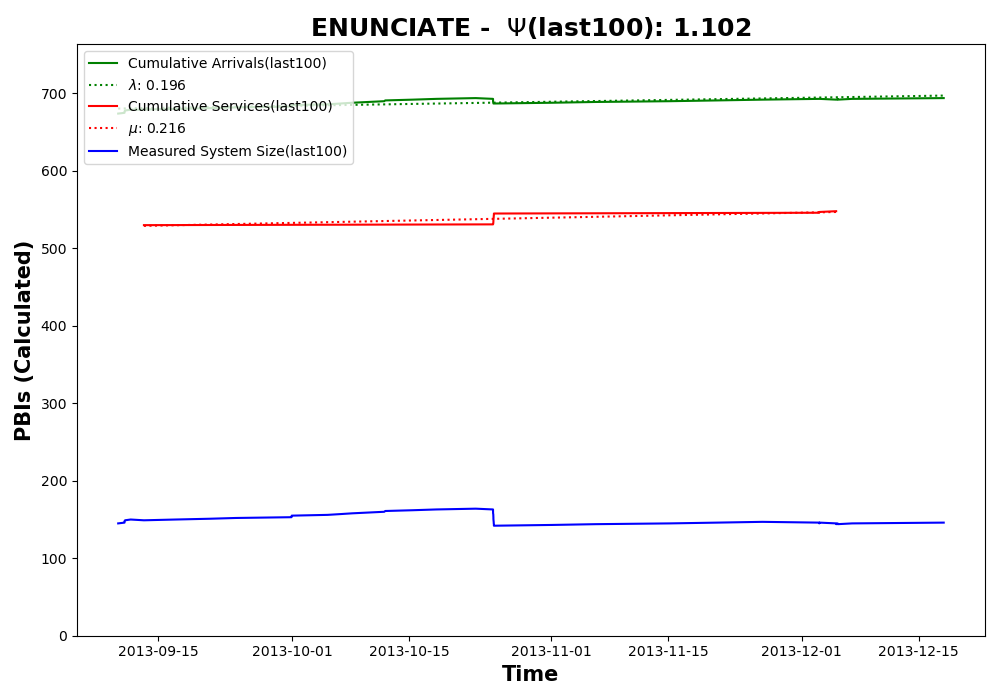 ENUNCIATE - Ψ(last100): 1.102
Cumulative Arrivals(last100)
λ: 0.196
Cumulative Services(last100)
μ: 0.216
Measured System Size(last100)
PBIs (Calculated)
700
600
500
400
300
200
100
0
2013-09-15 2013-10-01 2013-10-15 2013-11-01 2013-11-15 2013-12-01 2013-12-15
Time